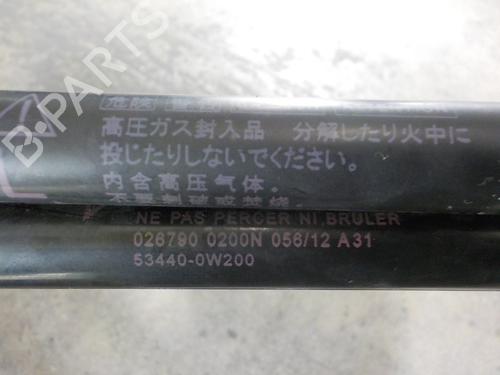 B-PARTS
高圧ガス封入品 分解したり火中に
投じたりしないでください。
内含高压气体。
NE PAS PERCER NI BRULER
026790 0200N 056/12 A31
53440-0W200